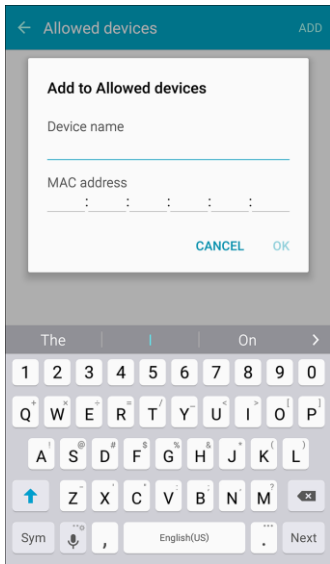 ← Allowed devices ADD
Add to Allowed devices
Device name
MAC address
: : : : :
CANCEL OK
The I On >
1 2 3 4 5 6 7 8 9 0
Q + W × E ÷ R = T / Y _ U < I > O [ P ]
A ! S @ D # F $ G % H & J * K ( L )
Z - X ' C " V : B ; N , M ?
Sym , English(US) . Next